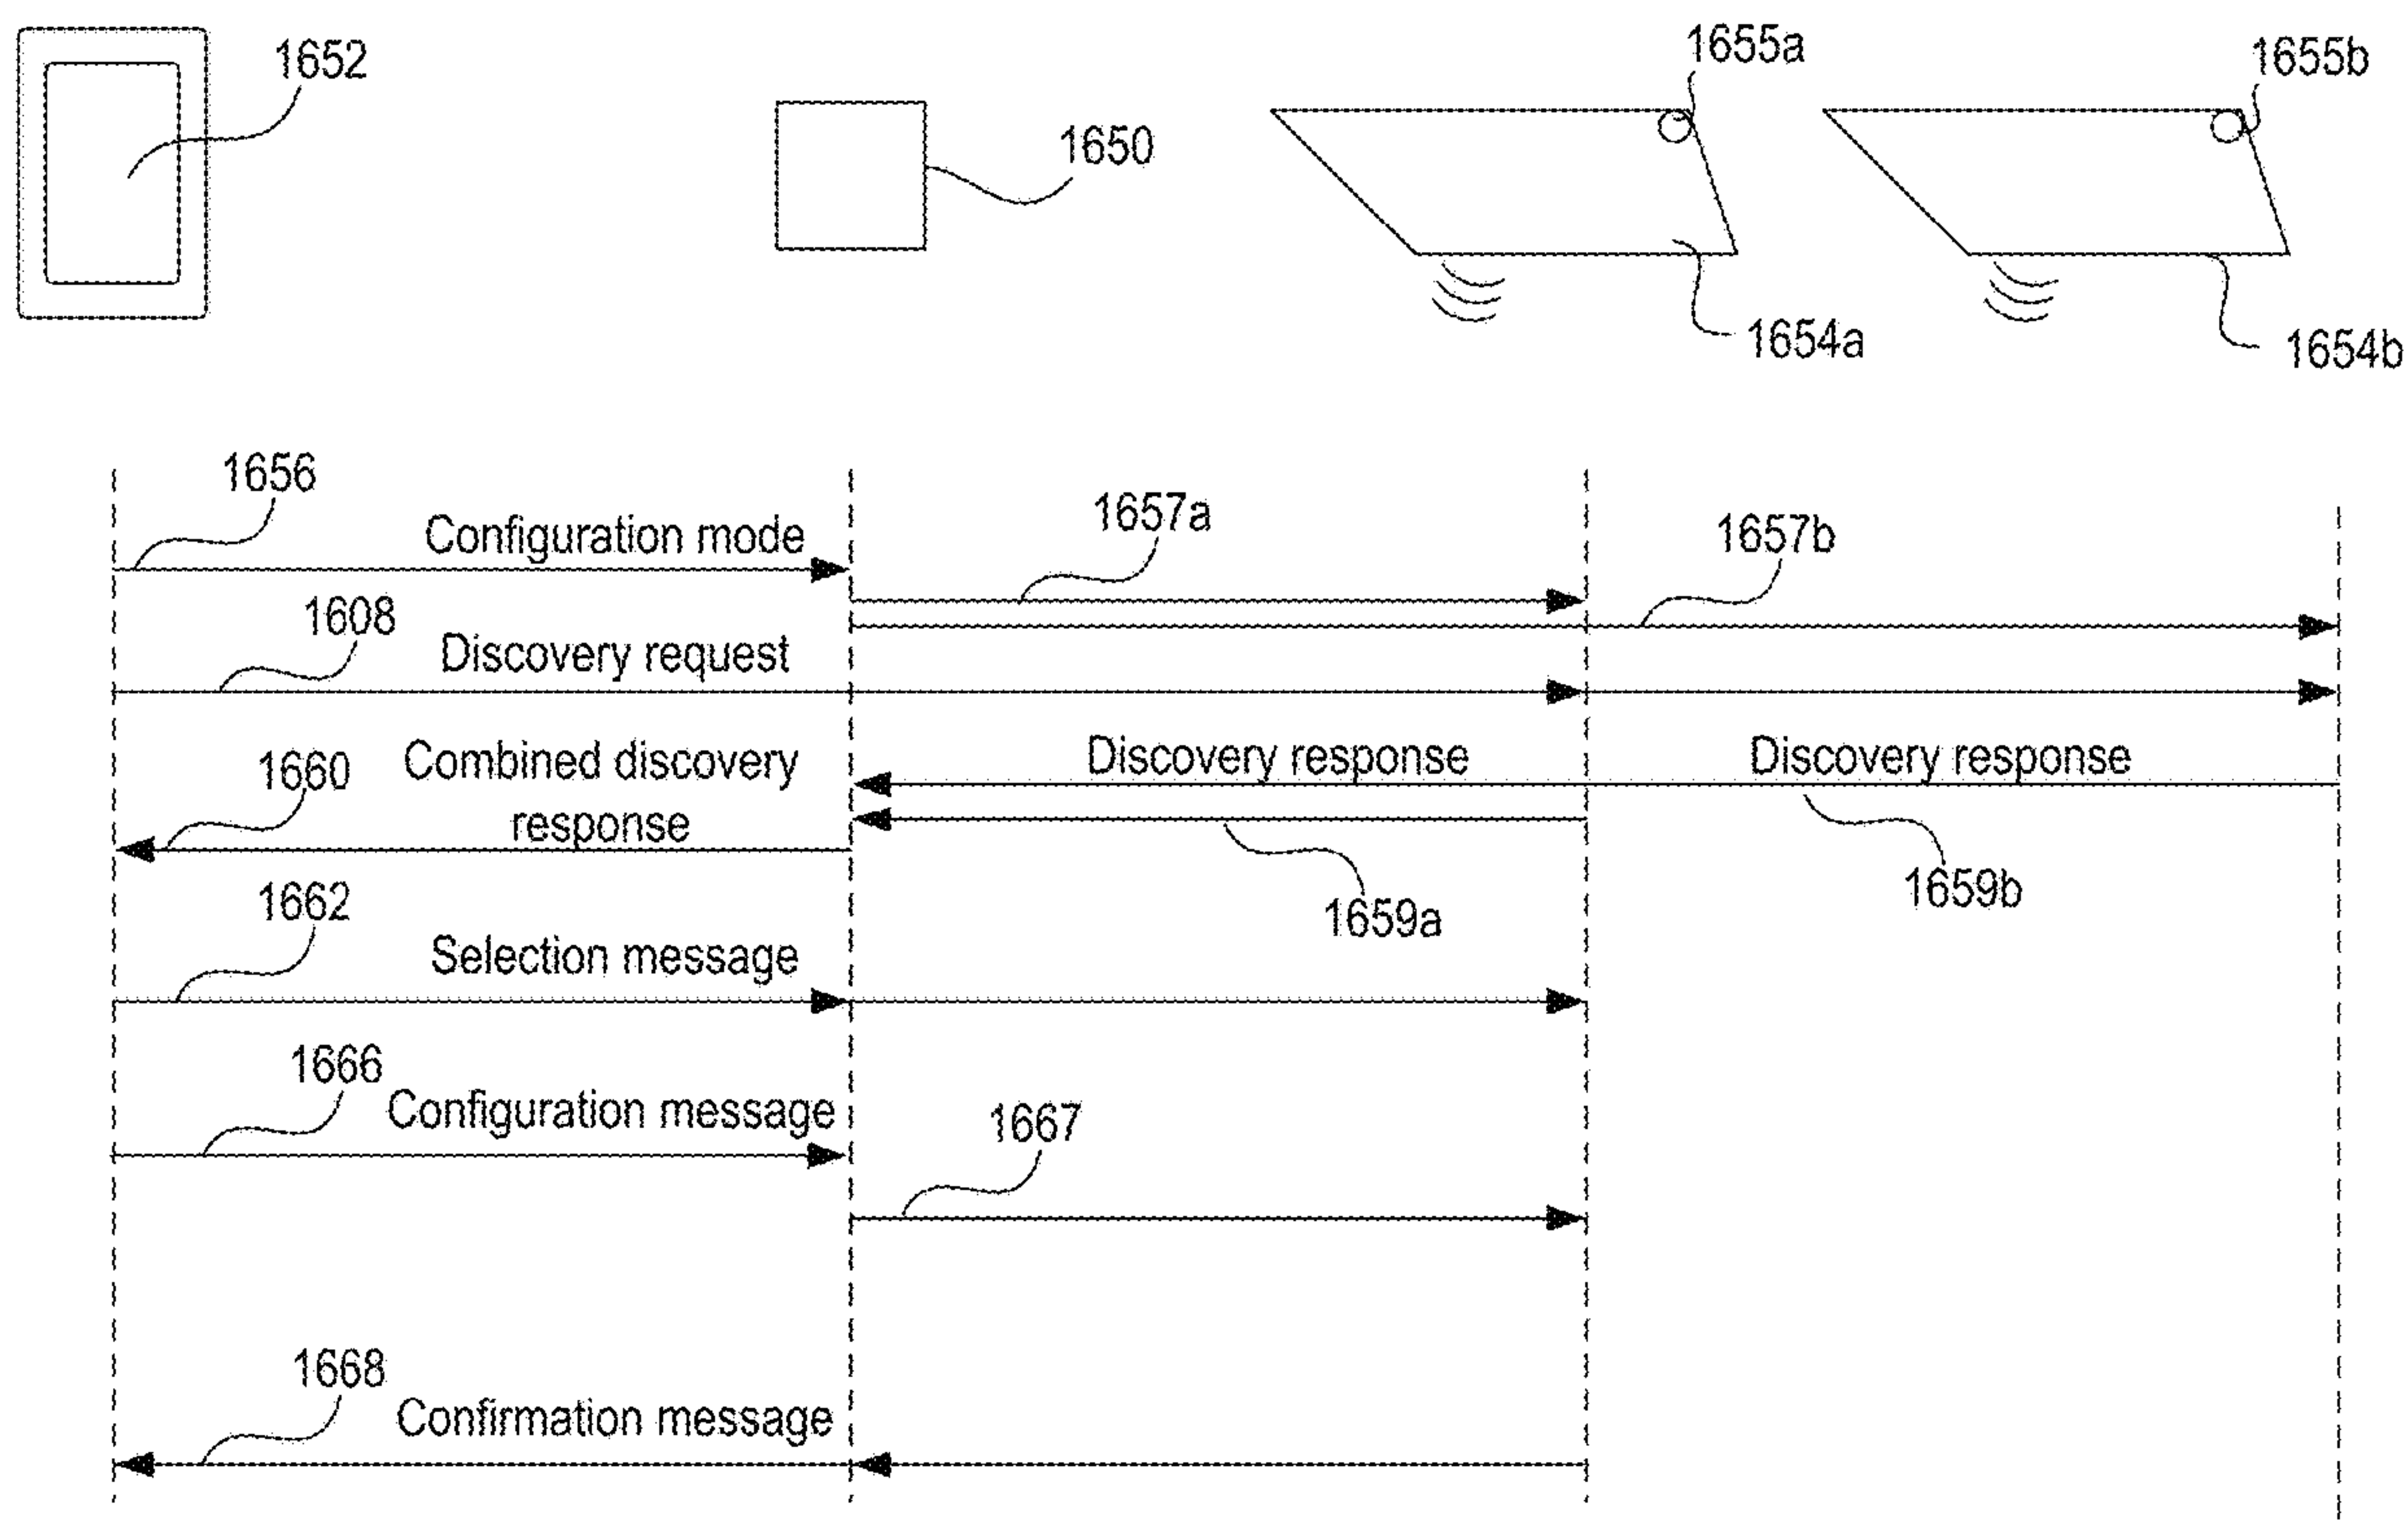 1652
1650
1655a
1655b
1654a
1654b
1656
Configuration mode
1657a
1657b
1608
Discovery request
1660
Combined discovery
response
Discovery response
Discovery response
1659a
1659b
1662
Selection message
1666
Configuration message
1667
1668
Confirmation message